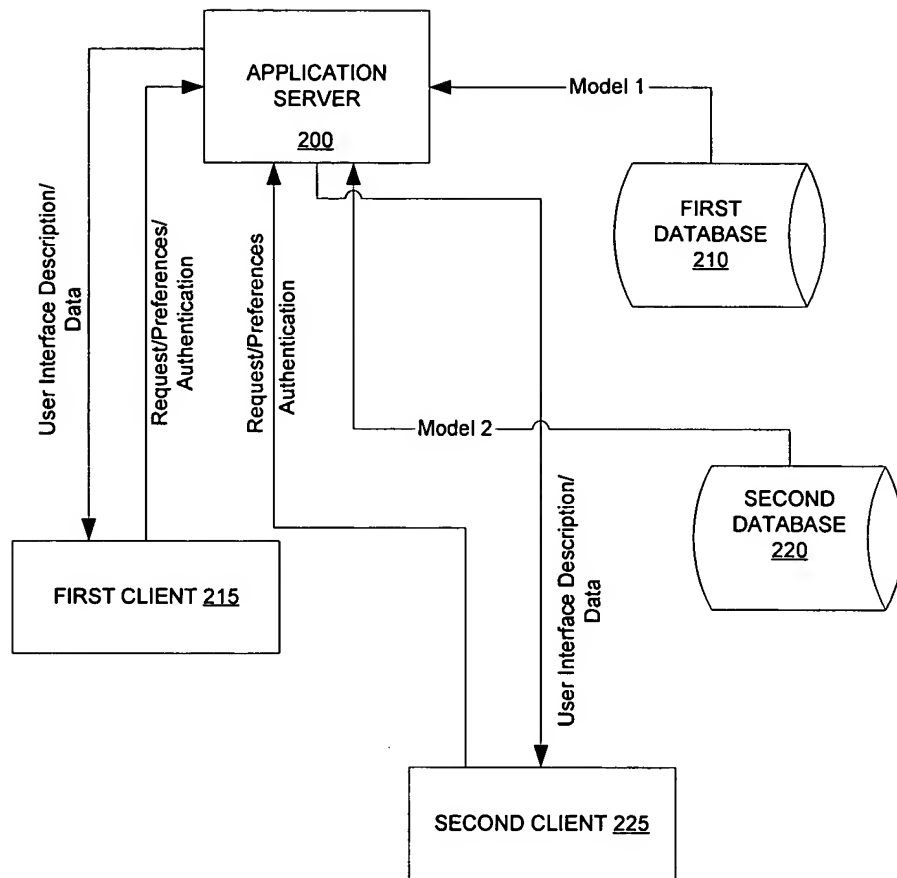 APPLICATION
SERVER
200
Model 1
FIRST
DATABASE
210
User Interface Description/
Data
Request/Preferences/
Authentication
Request/Preferences
Authentication
Model 2
SECOND
DATABASE
220
User Interface Description/
Data
FIRST CLIENT 215
SECOND CLIENT 225